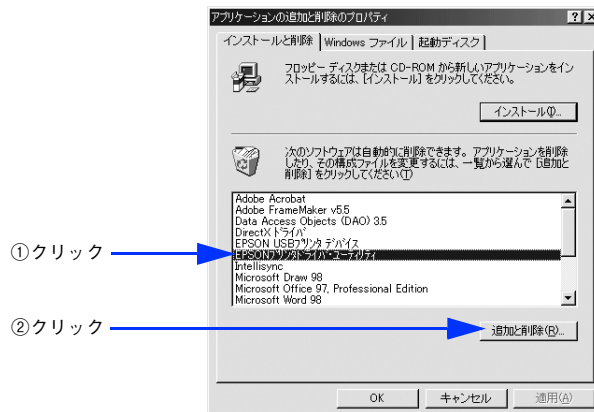 アプリケーションの追加と削除のプロパティ
インストールと削除 Windows ファイル 起動ディスク
フロッピー ディスクまたは CD-ROM から新しいアプリケーションをイン
ストールするには、[インストール] をクリックしてください。
インストール(I)...
次のソフトウェアは自動的に削除できます。アプリケーションを削除
したり、その構成ファイルを変更するには、一覧から選んで [追加と
削除] をクリックしてください(T)
Adobe Acrobat
Adobe FrameMaker v5.5
Data Access Objects (DAO) 3.5
DirectX ドライバ
EPSON USBプリンタ デバイス
①クリック
EPSONプリンタドライバ・ユーティリティ
Intellisync
Microsoft Draw 98
Microsoft Office 97, Professional Edition
Microsoft Word 98
②クリック
追加と削除(R)...
OK キャンセル 適用(A)